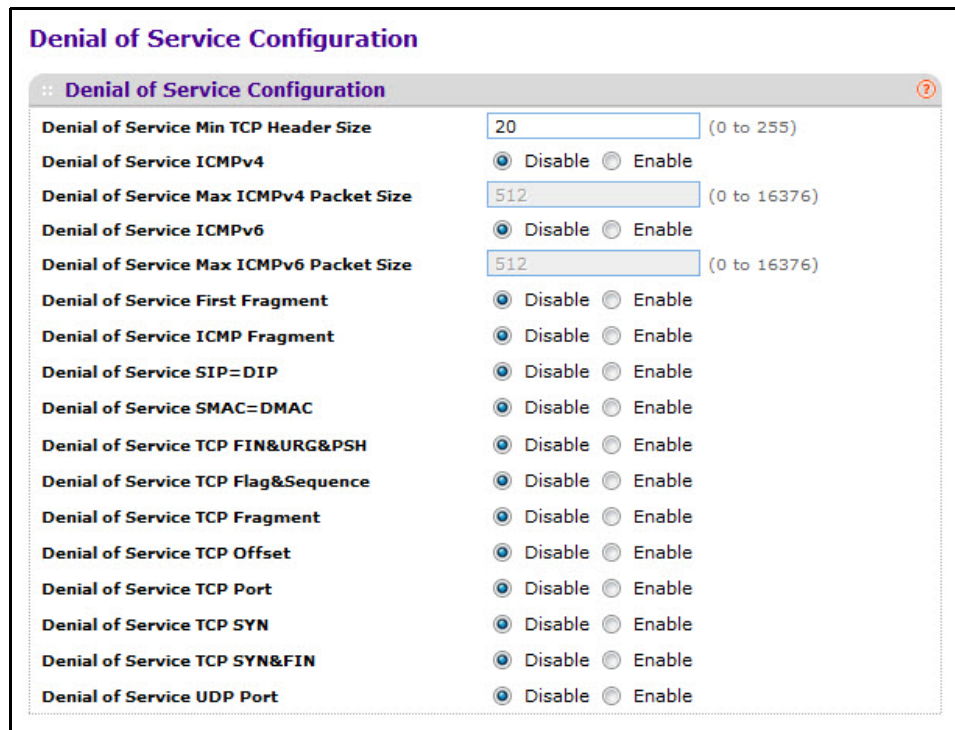 Denial of Service Configuration
Denial of Service Configuration ?
Denial of Service Min TCP Header Size 20 (0 to 255)
Denial of Service ICMPv4 Disable Enable
Denial of Service Max ICMPv4 Packet Size 512 (0 to 16376)
Denial of Service ICMPv6 Disable Enable
Denial of Service Max ICMPv6 Packet Size 512 (0 to 16376)
Denial of Service First Fragment Disable Enable
Denial of Service ICMP Fragment Disable Enable
Denial of Service SIP=DIP Disable Enable
Denial of Service SMAC=DMAC Disable Enable
Denial of Service TCP FIN&URG&PSH Disable Enable
Denial of Service TCP Flag&Sequence Disable Enable
Denial of Service TCP Fragment Disable Enable
Denial of Service TCP Offset Disable Enable
Denial of Service TCP Port Disable Enable
Denial of Service TCP SYN Disable Enable
Denial of Service TCP SYN&FIN Disable Enable
Denial of Service UDP Port Disable Enable